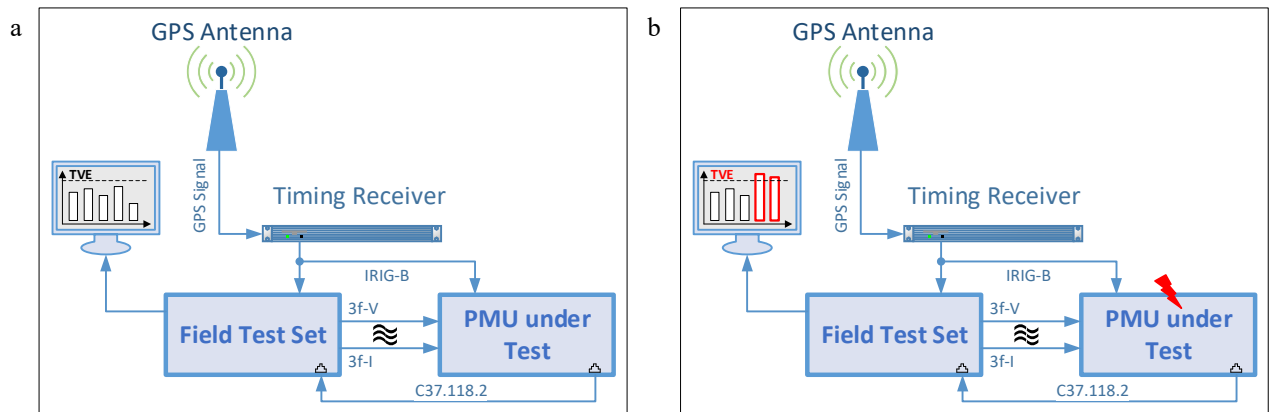 a
GPS Antenna
GPS Signal
TVE
Timing Receiver
IRIG-B
Field Test Set
3f-V
3f-I
PMU under
Test
C37.118.2
b
GPS Antenna
GPS Signal
TVE
Timing Receiver
IRIG-B
Field Test Set
3f-V
3f-I
PMU under
Test
C37.118.2